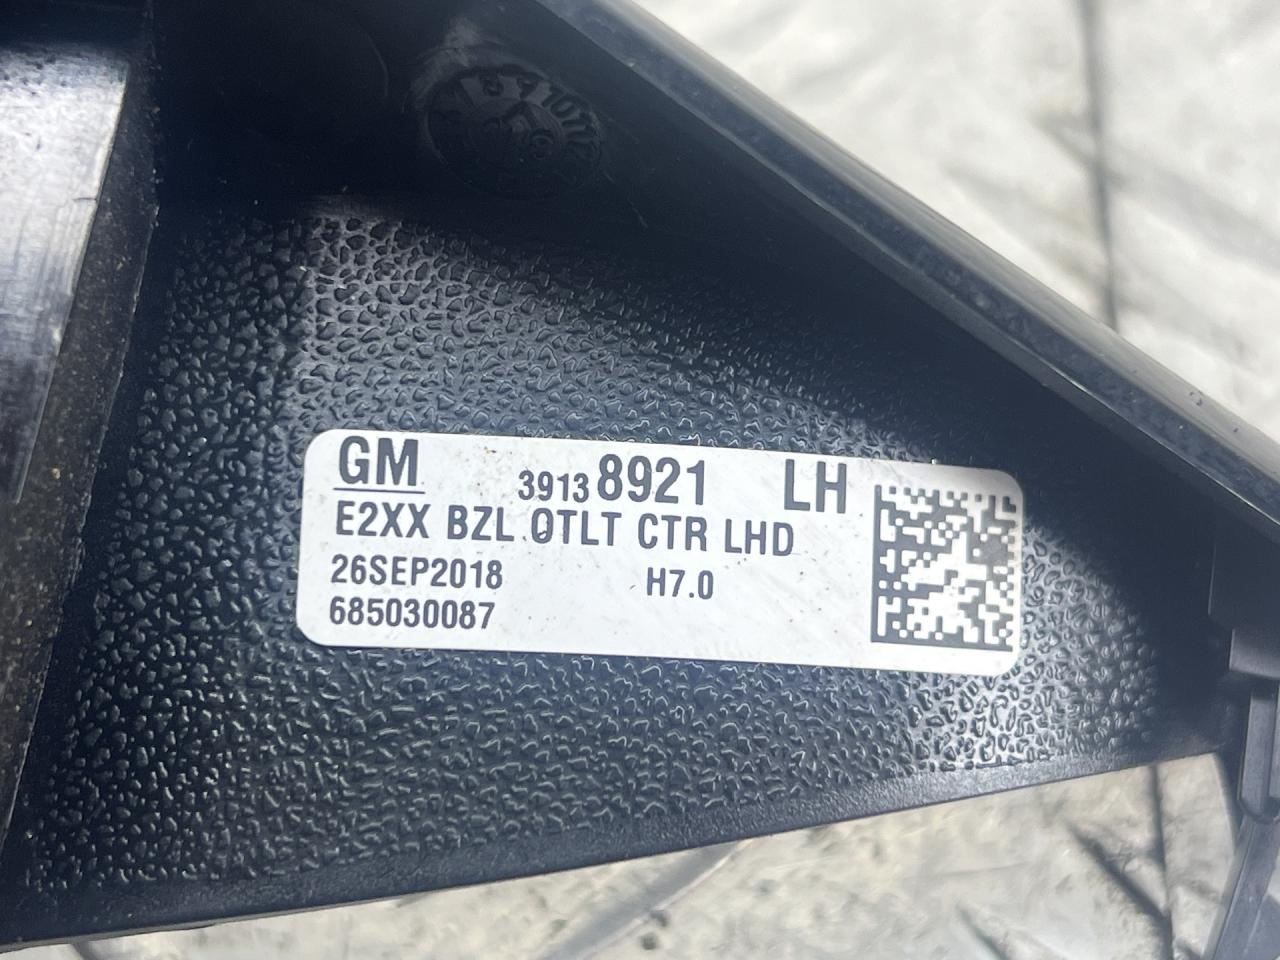 GM 39138921 LH
E2XX BZL OTLT CTR LHD
26SEP2018 H7.0
685030087